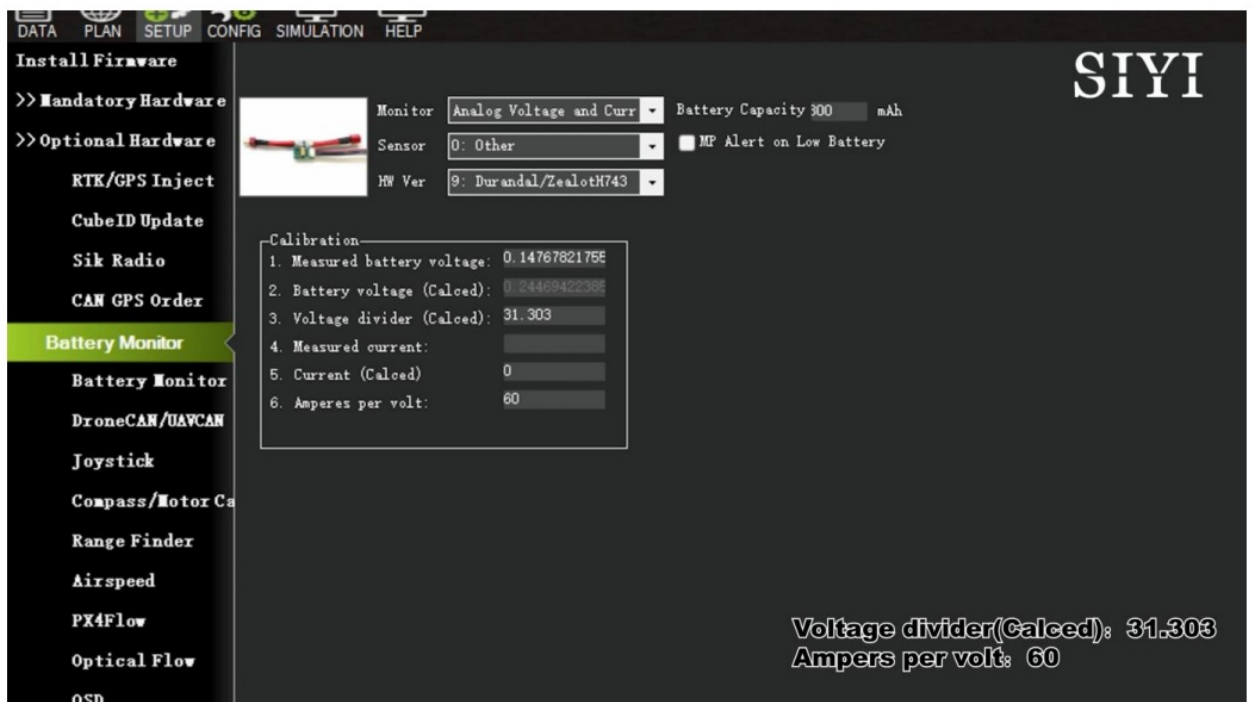 DATA PLAN SETUP CONFIG SIMULATION HELP
SIYI
Install Firmware
>> Mandatory Hardware
>> Optional Hardware
RTK/GPS Inject
CubeID Update
Sik Radio
CAN GPS Order
Battery Monitor
Battery Monitor
DroneCAN/UAVCAN
Joystick
Compass/Motor Ca
Range Finder
Airspeed
PX4Flow
Optical Flow
OSD
Monitor Analog Voltage and Curr Battery Capacity 300 mAh
Sensor 0: Other MP Alert on Low Battery
HW Ver 9: Durandal/ZealotH743
Calibration
1. Measured battery voltage: 0.14767821755
2. Battery voltage (Calced): 0.24469422385
3. Voltage divider (Calced): 31.303
4. Measured current:
5. Current (Calced) 0
6. Amperes per volt: 60
Voltage divider(Calced): 31.303
Ampers per volt: 60